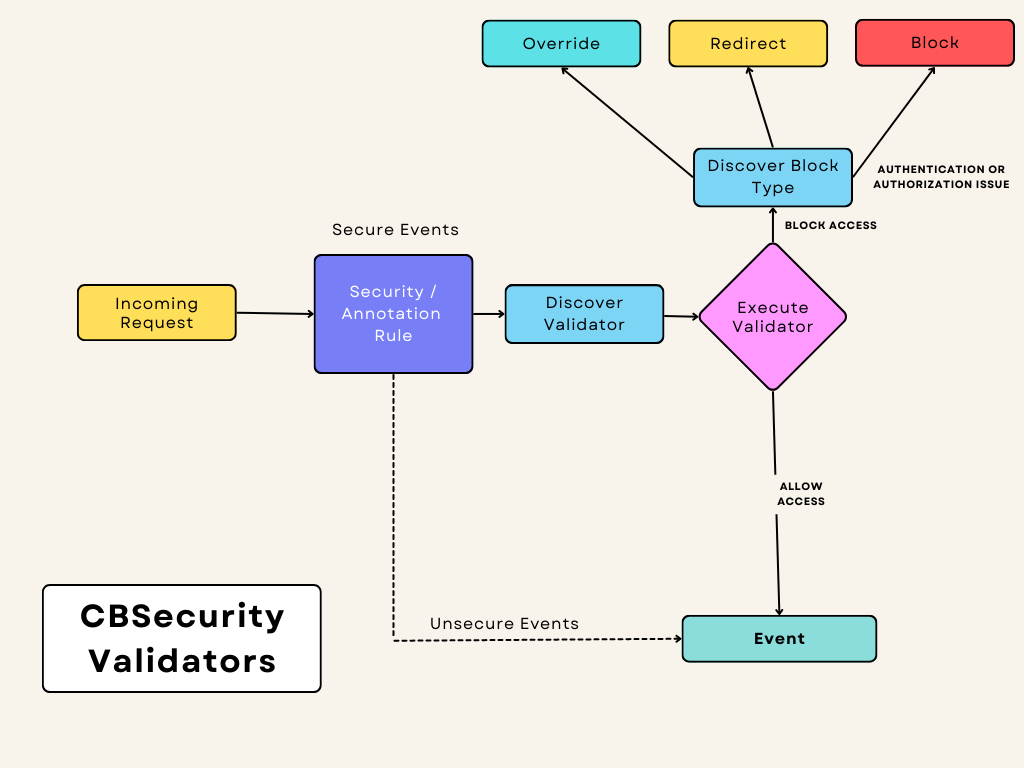 Override
Redirect
Block
Discover Block
Type
AUTHENTICATION OR
AUTHORIZATION ISSUE
BLOCK ACCESS
Secure Events
Incoming
Request
Security /
Annotation
Rule
Discover
Validator
Execute
Validator
ALLOW
ACCESS
CBSecurity
Validators
Unsecure Events
Event